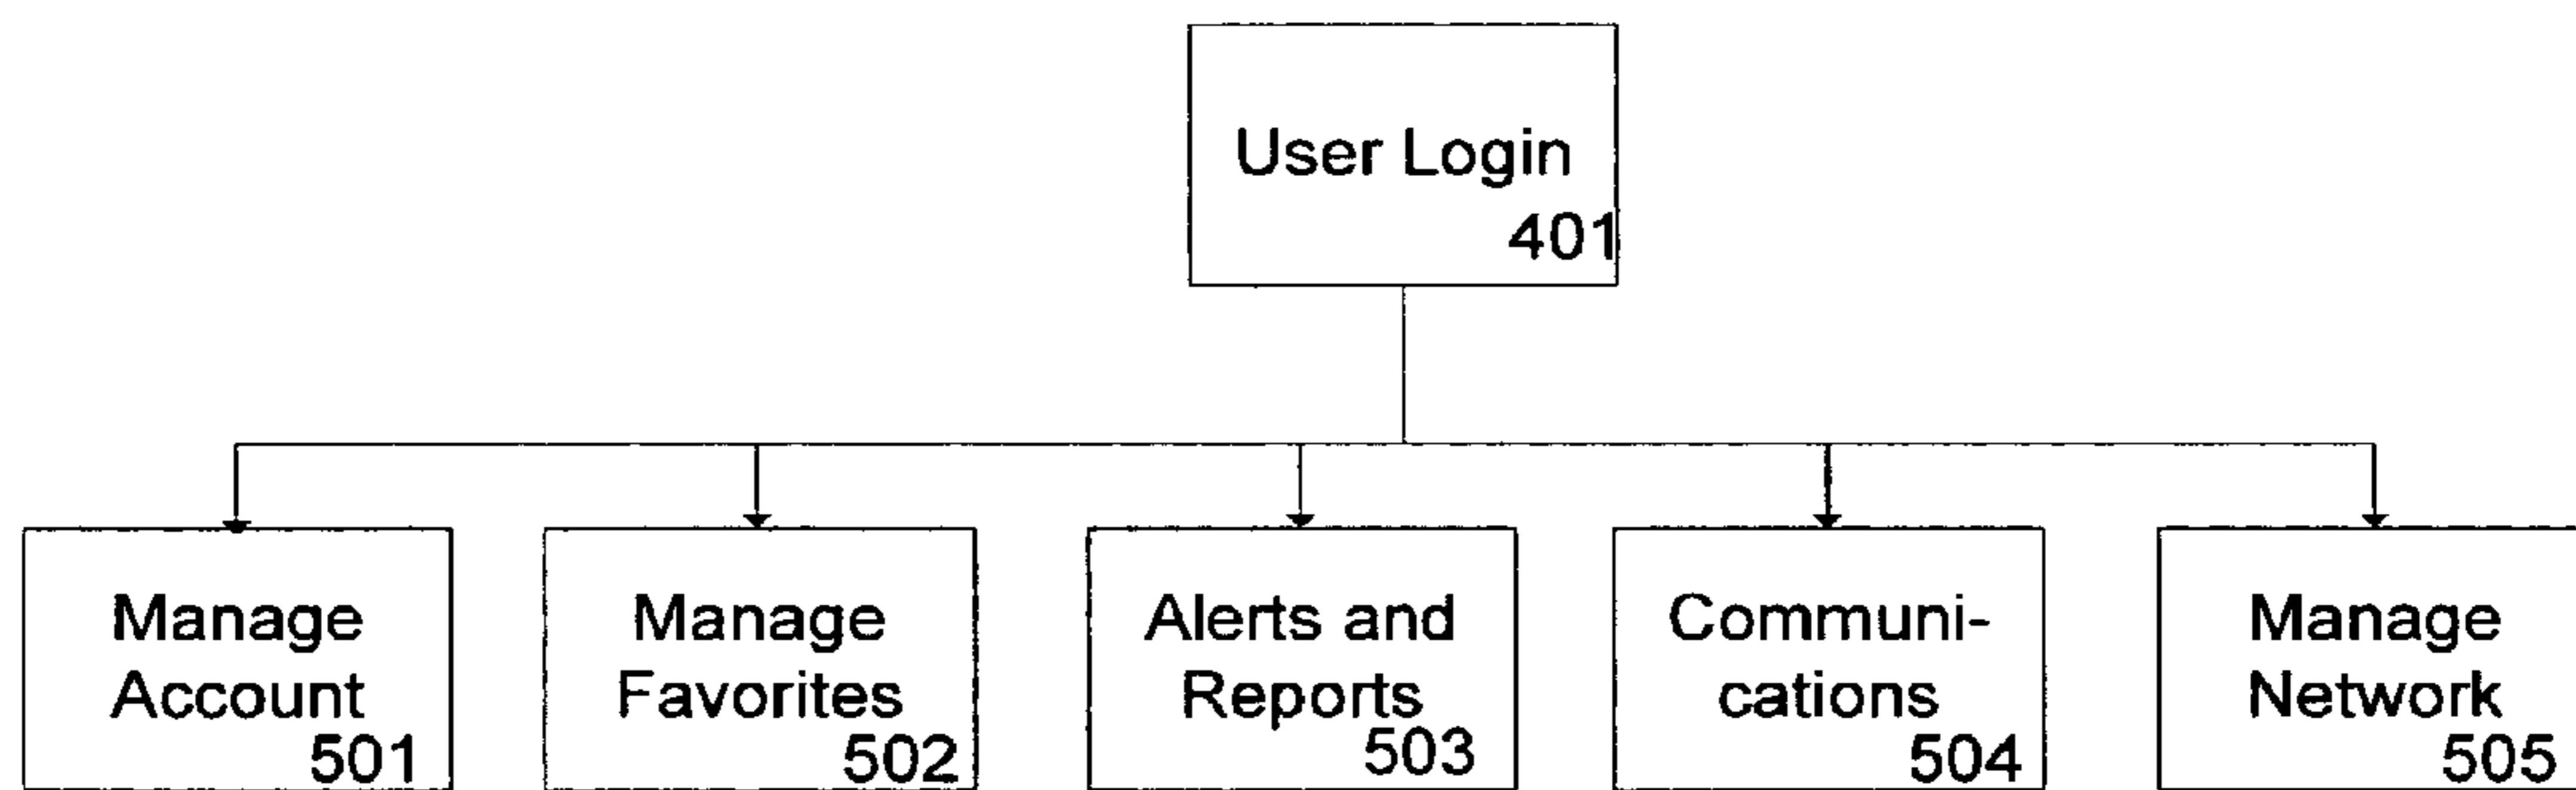 User Login
401
Manage
Account
501
Manage
Favorites
502
Alerts and
Reports
503
Communi-
cations
504
Manage
Network
505